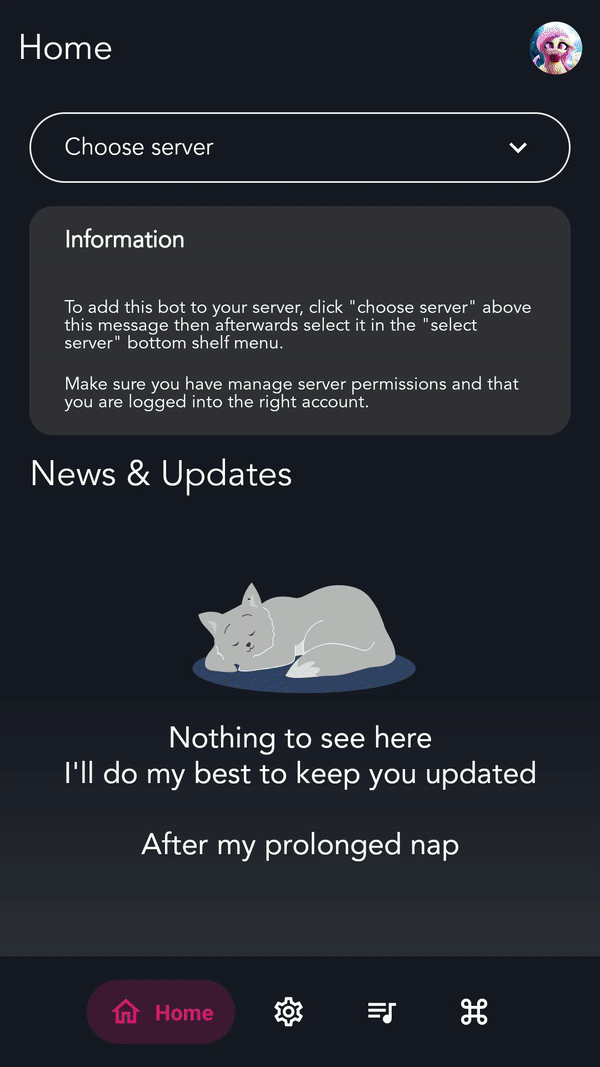 Home
Choose server
Information
To add this bot to your server, click "choose server" above
this message then afterwards select it in the "select
server" bottom shelf menu.
Make sure you have manage server permissions and that
you are logged into the right account.
News & Updates
Nothing to see here
I'll do my best to keep you updated
After my prolonged nap
Home